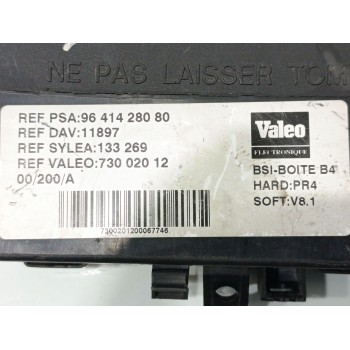 NE PAS LAISSER TOM
REF PSA:96 414 280 80
REF DAV:11897
REF SYLEA:133 269
REF VALEO:730 020 12
00/200/A
7300201200067746
Valeo
ELECTRONIQUE
BSI-BOITE B4
HARD:PR4
SOFT:V8.1